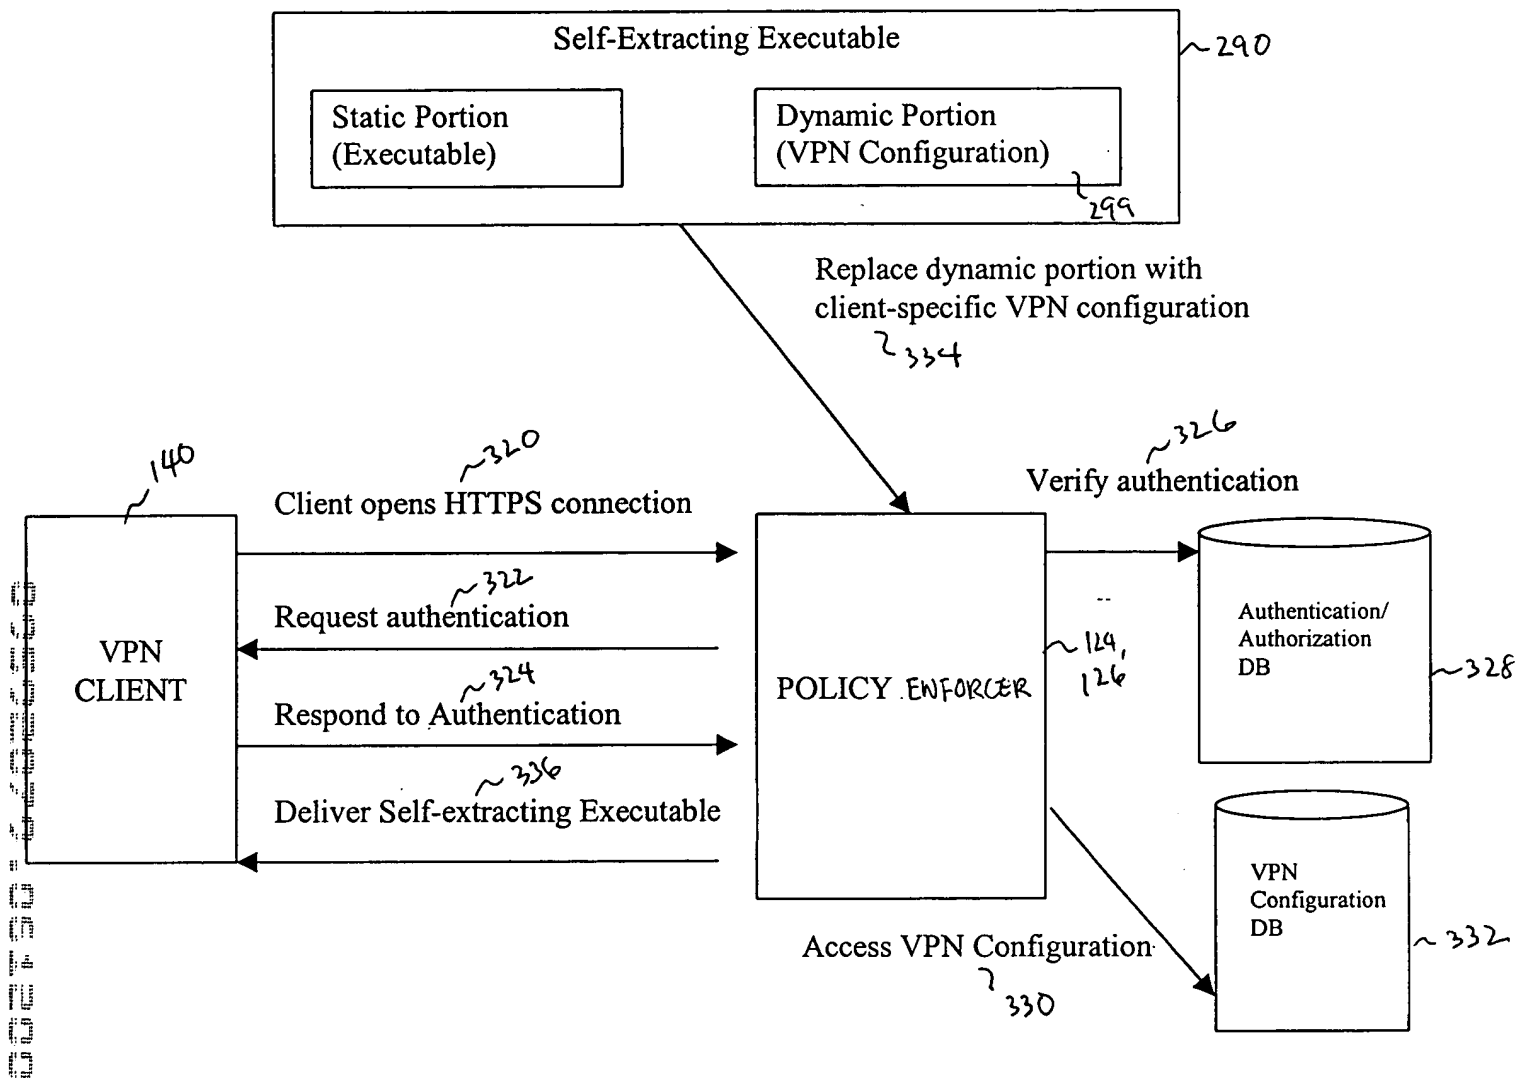 Self-Extracting Executable
290
Static Portion
(Executable)
Dynamic Portion
(VPN Configuration)
299
Replace dynamic portion with
client-specific VPN configuration
334
326
Verify authentication
140
320
Client opens HTTPS connection
322
Request authentication
324
Respond to Authentication
336
Deliver Self-extracting Executable
VPN
CLIENT
POLICY ENFORCER
124,
126
Authentication/
Authorization
DB
328
VPN
Configuration
DB
332
Access VPN Configuration
330